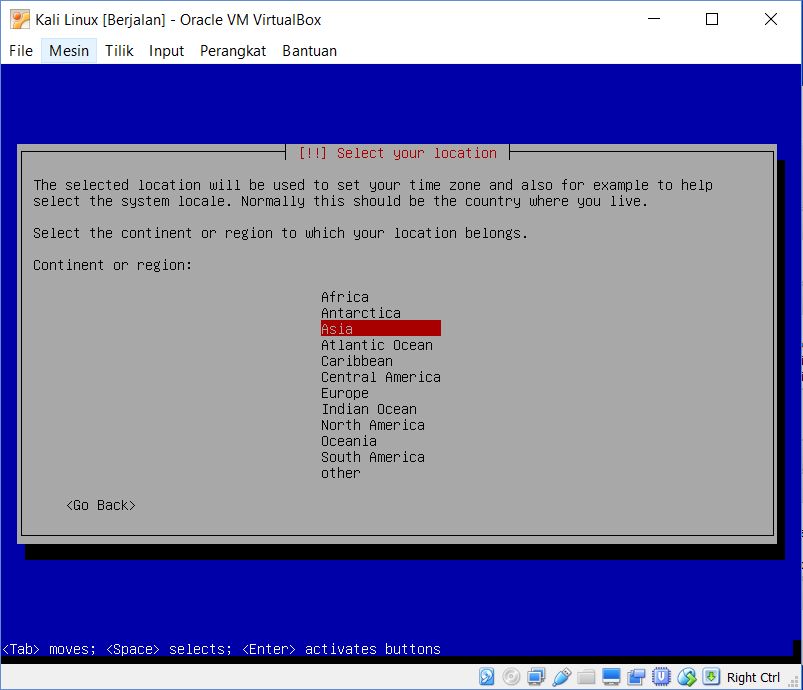 Kali Linux [Berjalan] - Oracle VM VirtualBox
File Mesin Tilik Input Perangkat Bantuan
[!!] Select your location
The selected location will be used to set your time zone and also for example to help
select the system locale. Normally this should be the country where you live.
Select the continent or region to which your location belongs.
Continent or region:
Africa
Antarctica
Asia
Atlantic Ocean
Caribbean
Central America
Europe
Indian Ocean
North America
Oceania
South America
other
<Go Back>
<Tab> moves; <Space> selects; <Enter> activates buttons
Right Ctrl